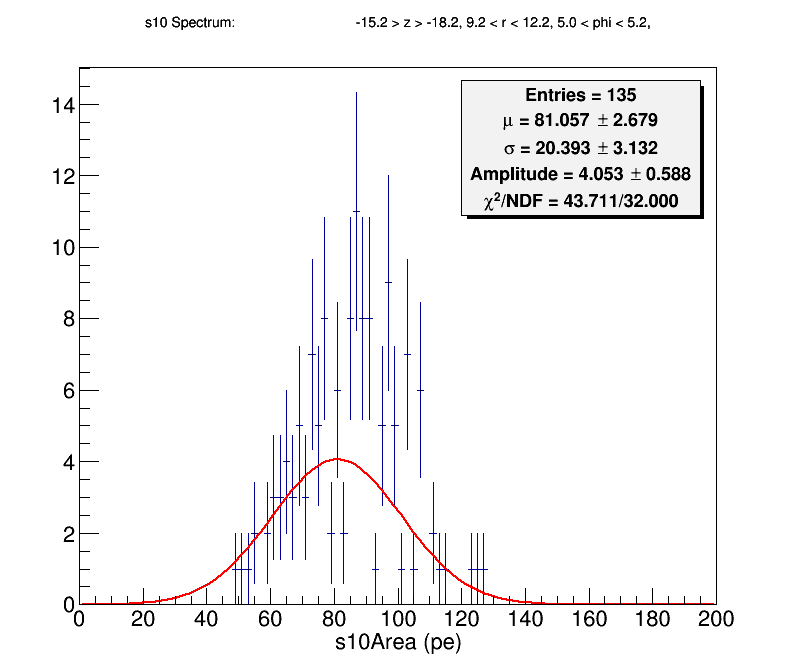 s10 Spectrum: -15.2 > z > -18.2, 9.2 < r < 12.2, 5.0 < phi < 5.2,
Entries = 135
μ = 81.057 ± 2.679
σ = 20.393 ± 3.132
Amplitude = 4.053 ± 0.588
χ²/NDF = 43.711/32.000
14
12
10
8
6
4
2
0
0 20 40 60 80 100 120 140 160 180 200
s10Area (pe)